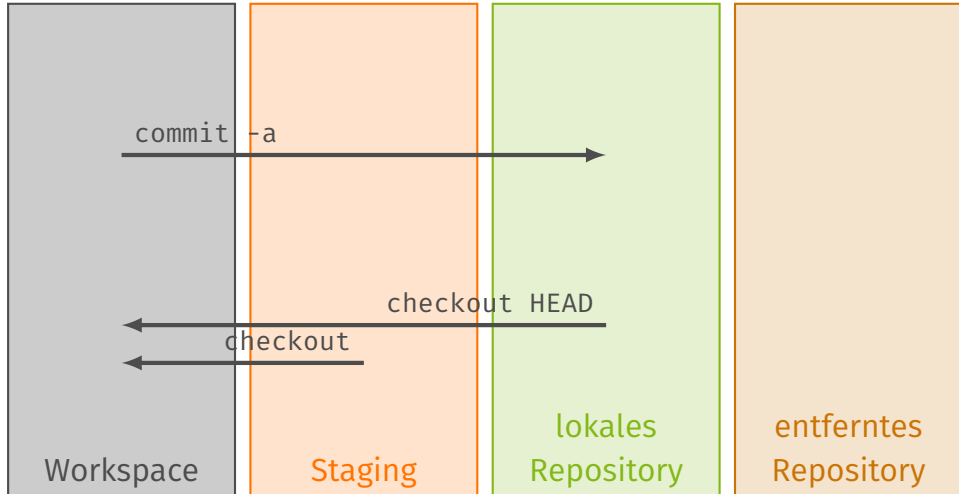 commit -a
checkout HEAD
checkout
Workspace
Staging
lokales
Repository
entferntes
Repository